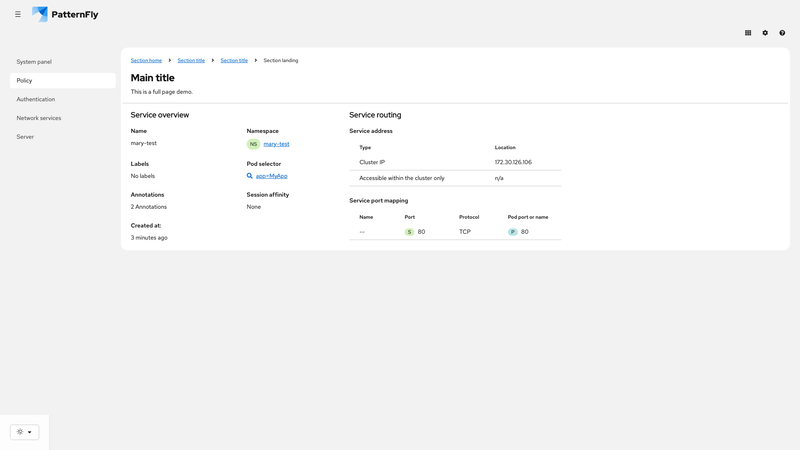 PatternFly
System panel
Policy
Authentication
Network services
Server
Section home
Section title
Section title
Section landing
Main title
This is a full page demo.
Service overview
Name
mary-test
Namespace
NS mary-test
Labels
No labels
Pod selector
app=MyApp
Annotations
2 Annotations
Session affinity
None
Created at:
3 minutes ago
Service routing
Service address
Type Location
Cluster IP 172.30.126.106
Accessible within the cluster only n/a
Service port mapping
Name Port Protocol Pod port or name
-- S 80 TCP P 80